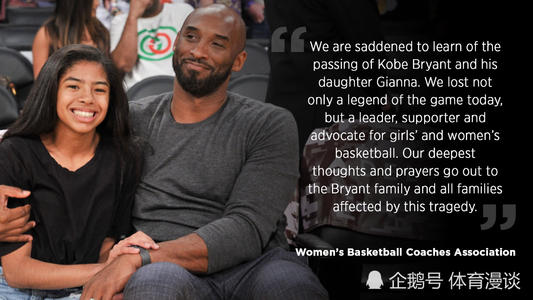 We are saddened to learn of the
passing of Kobe Bryant and his
daughter Gianna. We lost not
only a legend of the game today,
but a leader, supporter and
advocate for girls' and women's
basketball. Our deepest
thoughts and prayers go out to
the Bryant family and all families
affected by this tragedy.
Women's Basketball Coaches Association
企鹅号 体育漫谈